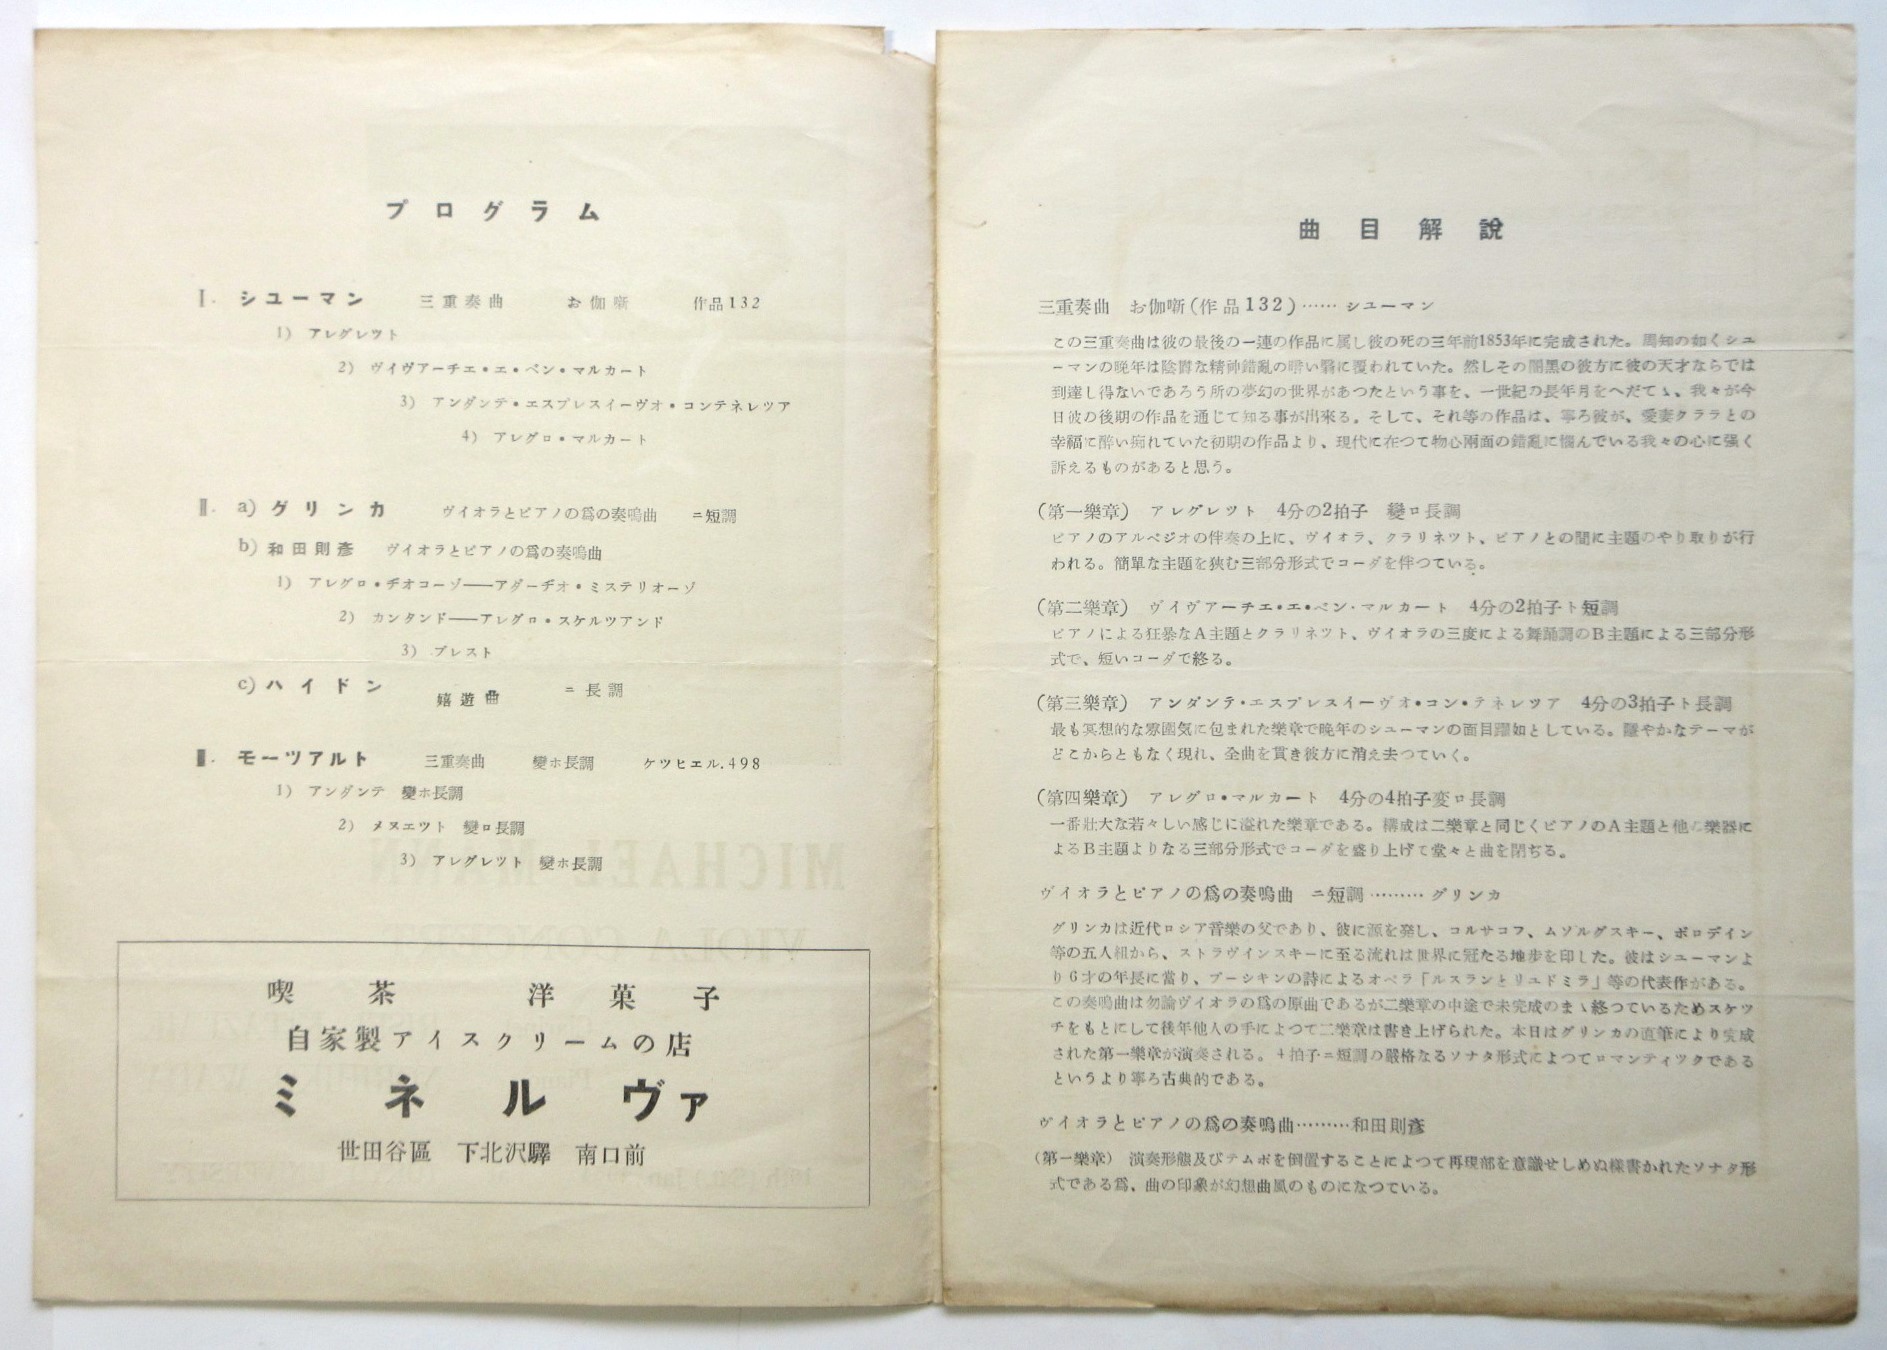 プログラム
Ⅰ. シユーマン 三重奏曲 お伽噺 作品132
1) アレグレツト
2) ヴイヴアーチエ・エ・ベン・マルカート
3) アンダンテ・エスプレスイーヴオ・コンテネレツア
4) アレグロ・マルカート
Ⅱ. a) グリンカ ヴイオラとピアノの爲の奏鳴曲 ニ短調
b) 和田則彥 ヴイオラとピアノの爲の奏鳴曲
1) アレグロ・ヂオコーゾ――アダーヂオ・ミステリオーゾ
2) カンタンド――アレグロ・スケルツアンド
3) プレスト
c) ハイドン 嬉遊曲 ニ長調
Ⅲ. モーツアルト 三重奏曲 變ホ長調 ケツヒエル.498
1) アンダンテ 變ホ長調
2) メヌエツト 變ロ長調
3) アレグレツト 變ホ長調
喫茶 洋菓子
自家製アイスクリームの店
ミネルヴァ
世田谷區 下北沢驛 南口前
曲目解說
三重奏曲 お伽噺(作品132)…… シユーマン
この三重奏曲は彼の最後の一連の作品に属し彼の死の三年前1853年に完成された。周知の如くシユ
ーマンの晩年は陰欝な精神錯亂の暗い翳に覆われていた。然しその闇黒の彼方に彼の天才ならでは
到達し得ないであろう所の夢幻の世界があつたという事を、一世紀の長年月をへだてゝ、我々が今
日彼の後期の作品を通じて知る事が出來る。そして、それ等の作品は、寧ろ彼が、愛妻クララとの
幸福に醉い痴れていた初期の作品より、現代に在つて物心兩面の錯亂に惱んでいる我々の心に强く
訴えるものがあると思う。
(第一樂章) アレグレツト 4分の2拍子 變ロ長調
ピアノのアルペジオの伴奏の上に、ヴイオラ、クラリネツト、ピアノとの間に主題のやり取りが行
われる。簡單な主題を狹む三部分形式でコーダを伴つている。
(第二樂章) ヴイヴアーチエ・エ・ベン・マルカート 4分の2拍子ト短調
ピアノによる狂暴なA主題とクラリネツト、ヴイオラの三度による舞踊調のB主題による三部分形
式で、短いコーダで終る。
(第三樂章) アンダンテ・エスプレスイーヴオ・コン・テネレツア 4分の3拍子ト長調
最も冥想的な雰圍気に包まれた樂章で晩年のシユーマンの面目躍如としている。穩やかなテーマが
どこからともなく現れ、全曲を貫き彼方に消え去つていく。
(第四樂章) アレグロ・マルカート 4分の4拍子変ロ長調
一番壯大な若々しい感じに溢れた樂章である。構成は二樂章と同じくピアノのA主題と他の樂器に
よるB主題よりなる三部分形式でコーダを盛り上げて堂々と曲を閉ぢる。
ヴイオラとピアノの爲の奏鳴曲 ニ短調……… グリンカ
グリンカは近代ロシア音樂の父であり、彼に源を発し、コルサコフ、ムソルグスキー、ボロデイン
等の五人組から、ストラヴインスキーに至る流れは世界に冠たる地歩を印した。彼はシユーマンよ
り6才の年長に當り、プーシキンの詩によるオペラ「ルスランとリユドミラ」等の代表作がある。
この奏鳴曲は勿論ヴイオラの爲の原曲であるが二樂章の中途で未完成のまゝ終つているためスケツ
チをもとにして後年他人の手によつて二樂章は書き上げられた。本日はグリンカの直筆により完成
された第一樂章が演奏される。4拍子ニ短調の嚴格なるソナタ形式によつてロマンティツクである
というより寧ろ古典的である。
ヴイオラとピアノの爲の奏鳴曲………和田則彥
(第一樂章) 演奏形態及びテムポを倒置することによつて再現部を意識せしめぬ樣書かれたソナタ形
式である爲、曲の印象が幻想曲風のものになつている。